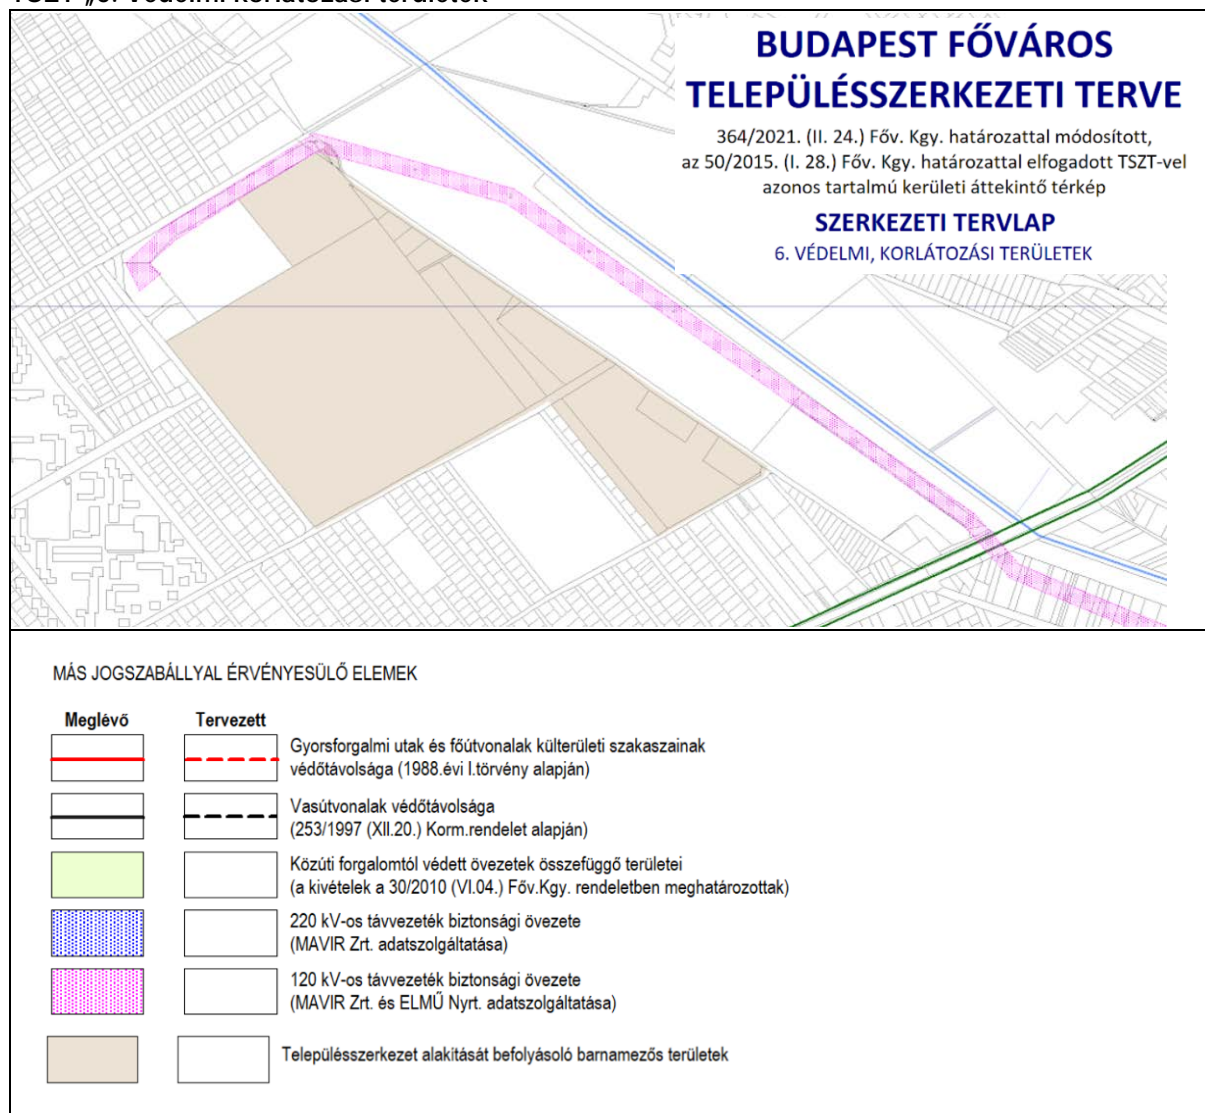 TSZT „6. Védelmi korlátozási területek"
BUDAPEST FŐVÁROS
TELEPÜLÉSSZERKEZETI TERVE
364/2021. (II. 24.) Főv. Kgy. határozattal módosított,
az 50/2015. (I. 28.) Főv. Kgy. határozattal elfogadott TSZT-vel
azonos tartalmú kerületi áttekintő térkép
SZERKEZETI TERVLAP
6. VÉDELMI, KORLÁTOZÁSI TERÜLETEK
MÁS JOGSZABÁLLYAL ÉRVÉNYESÜLŐ ELEMEK
Meglévő Tervezett
Gyorsforgalmi utak és főútvonalak külterületi szakaszainak
védőtávolsága (1988.évi I.törvény alapján)
Vasútvonalak védőtávolsága
(253/1997 (XII.20.) Korm.rendelet alapján)
Közúti forgalomtól védett övezetek összefüggő területei
(a kivételek a 30/2010 (VI.04.) Főv.Kgy. rendeletben meghatározottak)
220 kV-os távvezeték biztonsági övezete
(MAVIR Zrt. adatszolgáltatása)
120 kV-os távvezeték biztonsági övezete
(MAVIR Zrt. és ELMŰ Nyrt. adatszolgáltatása)
Településszerkezet alakítását befolyásoló barnamezős területek